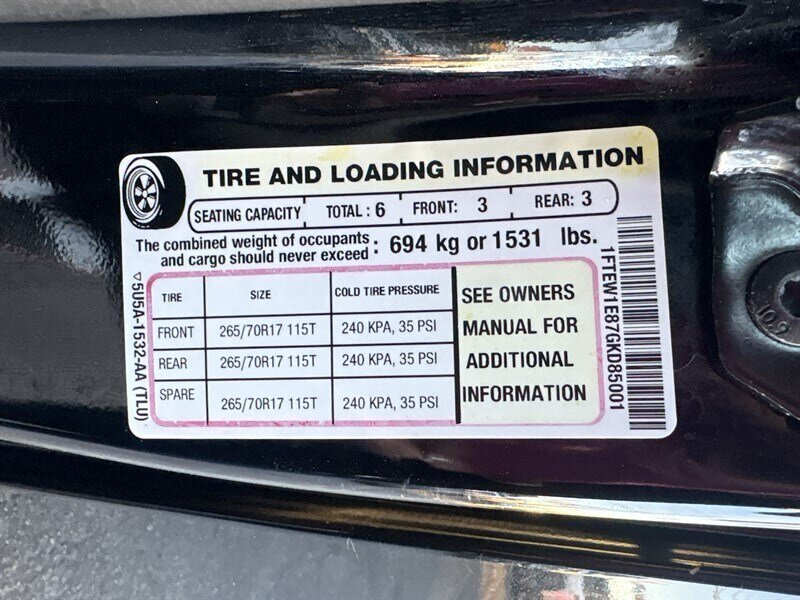 TIRE AND LOADING INFORMATION
SEATING CAPACITY TOTAL : 6 FRONT: 3 REAR: 3
The combined weight of occupants and cargo should never exceed : 694 kg or 1531 lbs.
TIRE SIZE COLD TIRE PRESSURE
FRONT 265/70R17 115T 240 KPA, 35 PSI
REAR 265/70R17 115T 240 KPA, 35 PSI
SPARE 265/70R17 115T 240 KPA, 35 PSI
SEE OWNERS
MANUAL FOR
ADDITIONAL
INFORMATION
5U5A-1532-AA (TLU)
1FTEW1E87GKD85001
10.9